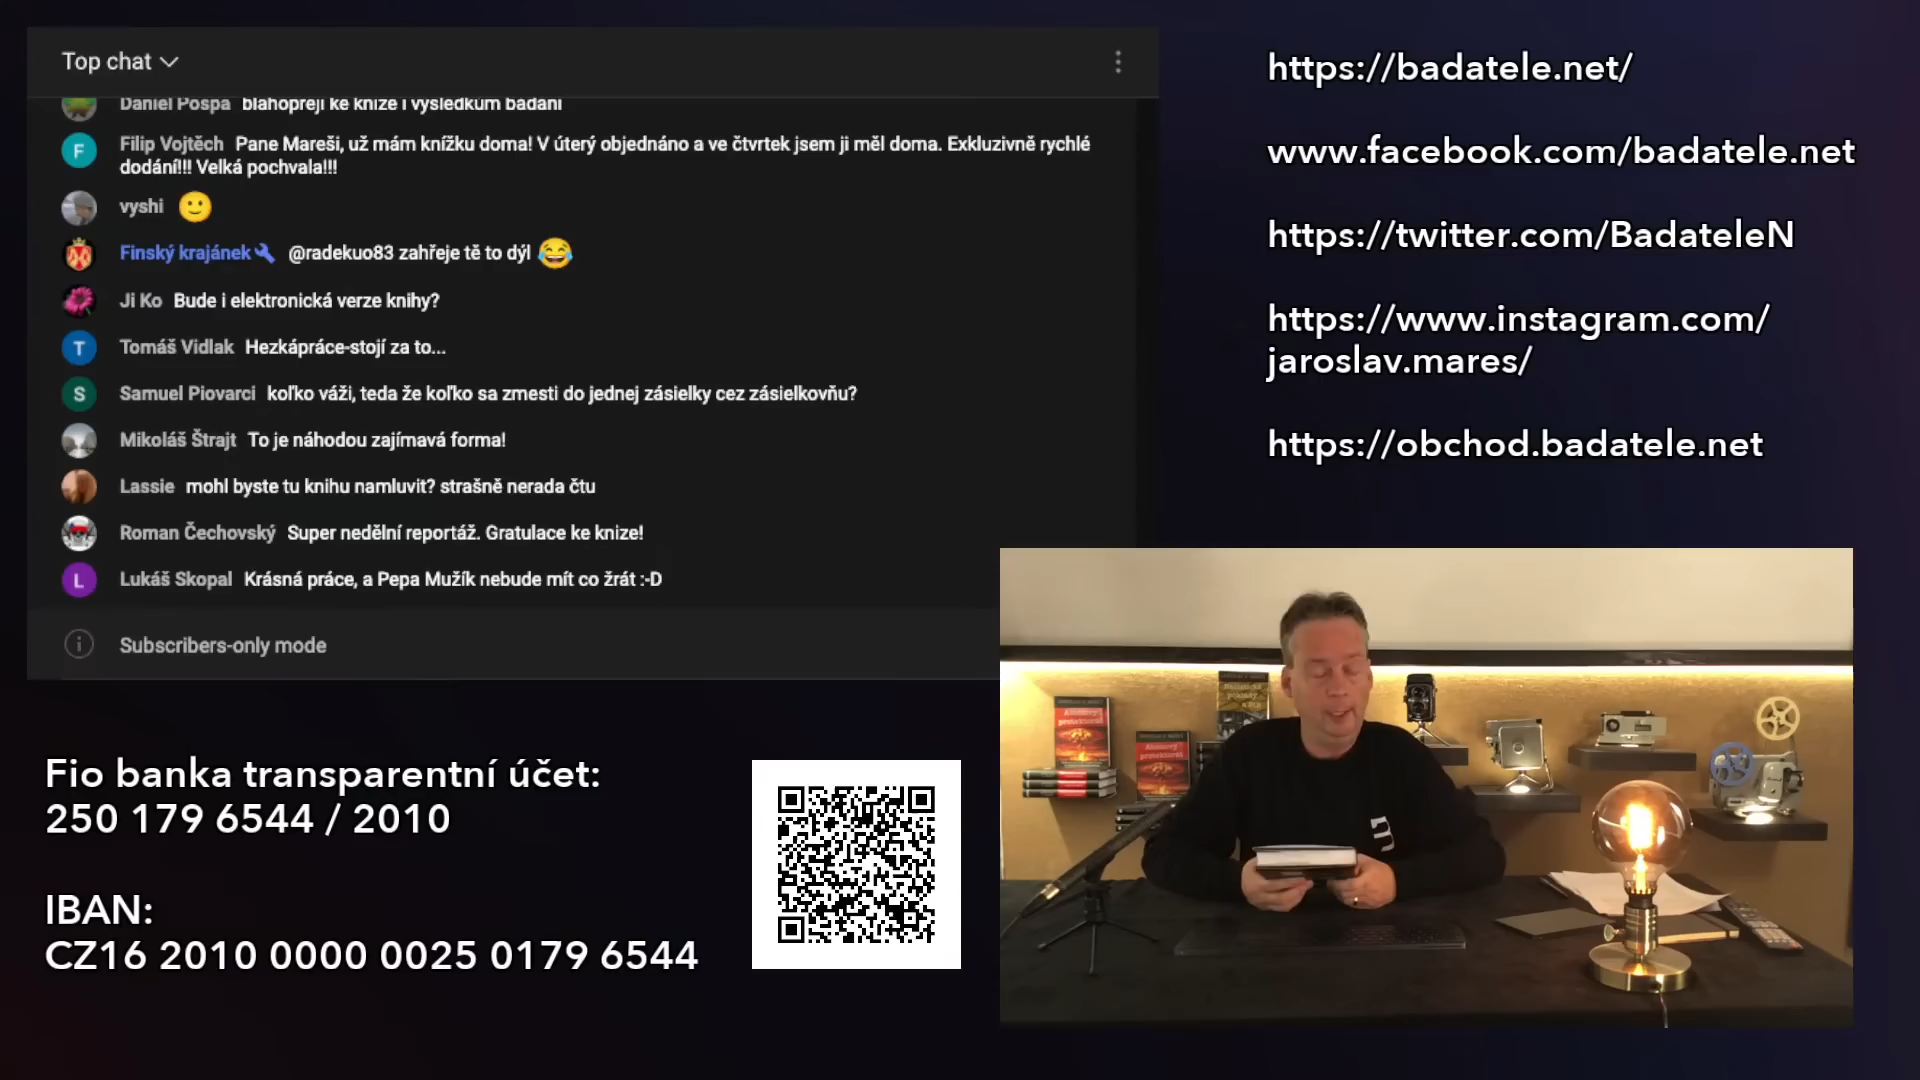 Top chat
Daniel Pospa blahopřeji ke knize i výsledkům bádání
F Filip Vojtěch Pane Mareši, už mám knížku doma! V úterý objednáno a ve čtvrtek jsem ji měl doma. Exkluzivně rychlé
dodání!!! Velká pochvala!!!
vyshi 🙂
Finský krajánek @radekuo83 zahřeje tě to dýl 😂
Ji Ko Bude i elektronická verze knihy?
T Tomáš Vidlak Hezkápráce-stojí za to...
S Samuel Piovarci koľko váži, teda že koľko sa zmesti do jednej zásielky cez zásielkovňu?
Mikoláš Štrajt To je náhodou zajímavá forma!
Lassie mohl byste tu knihu namluvit? strašně nerada čtu
Roman Čechovský Super nedělní reportáž. Gratulace ke knize!
L Lukáš Skopal Krásná práce, a Pepa Mužík nebude mít co žrát :-D
Subscribers-only mode
https://badatele.net/
www.facebook.com/badatele.net
https://twitter.com/BadateleN
https://www.instagram.com/
jaroslav.mares/
https://obchod.badatele.net
Fio banka transparentní účet:
250 179 6544 / 2010
IBAN:
CZ16 2010 0000 0025 0179 6544
Atomový
protektorát
Atomový
protektorát